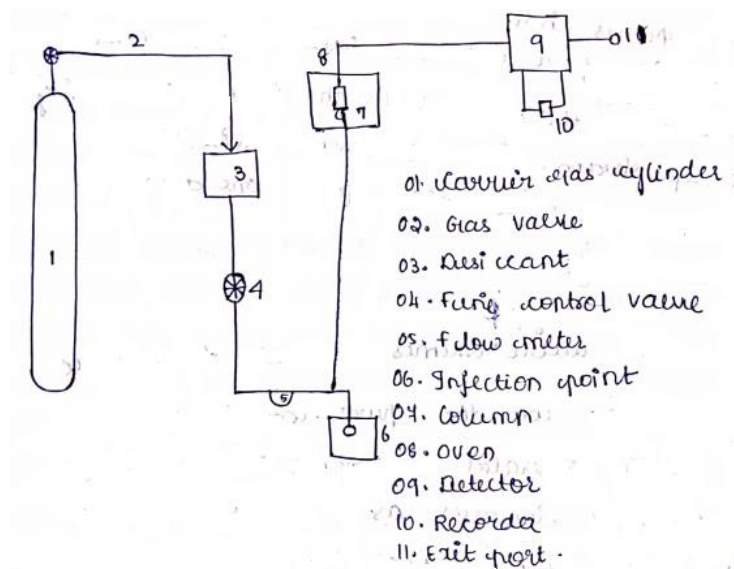 2
8
9
11
7
10
3
1
4
5
6
01. Carrier Gas cylinder
02. Gas valve
03. Desiccant
04. Fine control valve
05. flow meter
06. Injection point
07. Column
08. Oven
09. Detector
10. Recorder
11. Exit port.